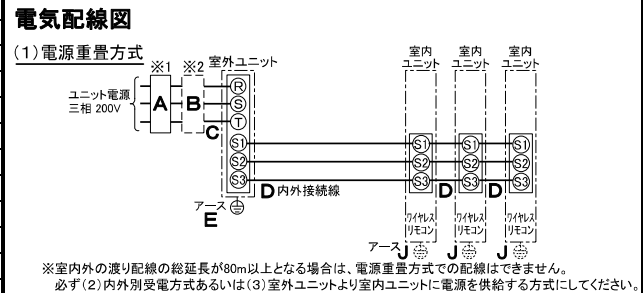 電気配線図
(1)電源重畳方式
※1 ※2 室外ユニット
室内
ユニット
室内
ユニット
室内
ユニット
ユニット電源
三相 200V
A B C
R
S
T
S1
S2
S3
D 内外接続線
アース
E
S1 S1 S1
S2 S2 S2
S3 D S3 D S3
ワイヤレス
リモコン
ワイヤレス
リモコン
ワイヤレス
リモコン
アース J J J
※室内外の渡り配線の総延長が80m以上となる場合は、電源重畳方式での配線はできません。
必ず(2)内外別受電方式あるいは(3)室外ユニットより室内ユニットに電源を供給する方式にしてください。